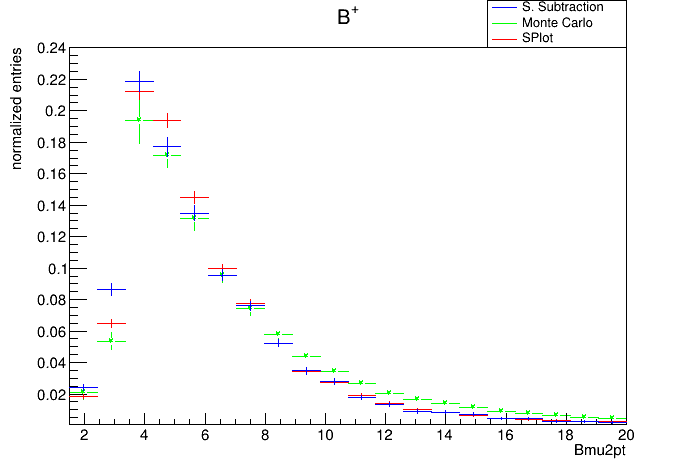 B+
S. Subtraction
Monte Carlo
SPlot
normalized entries
0.24
0.22
0.2
0.18
0.16
0.14
0.12
0.1
0.08
0.06
0.04
0.02
2 4 6 8 10 12 14 16 18 20
Bmu2pt